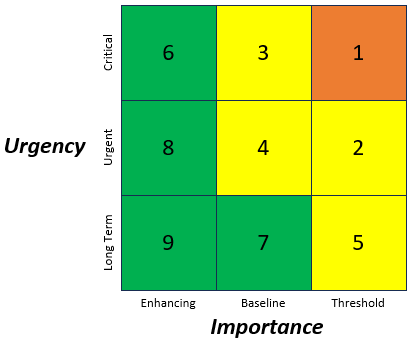 Critical
6 3 1
Urgency
Urgent
8 4 2
Long Term
9 7 5
Enhancing Baseline Threshold
Importance